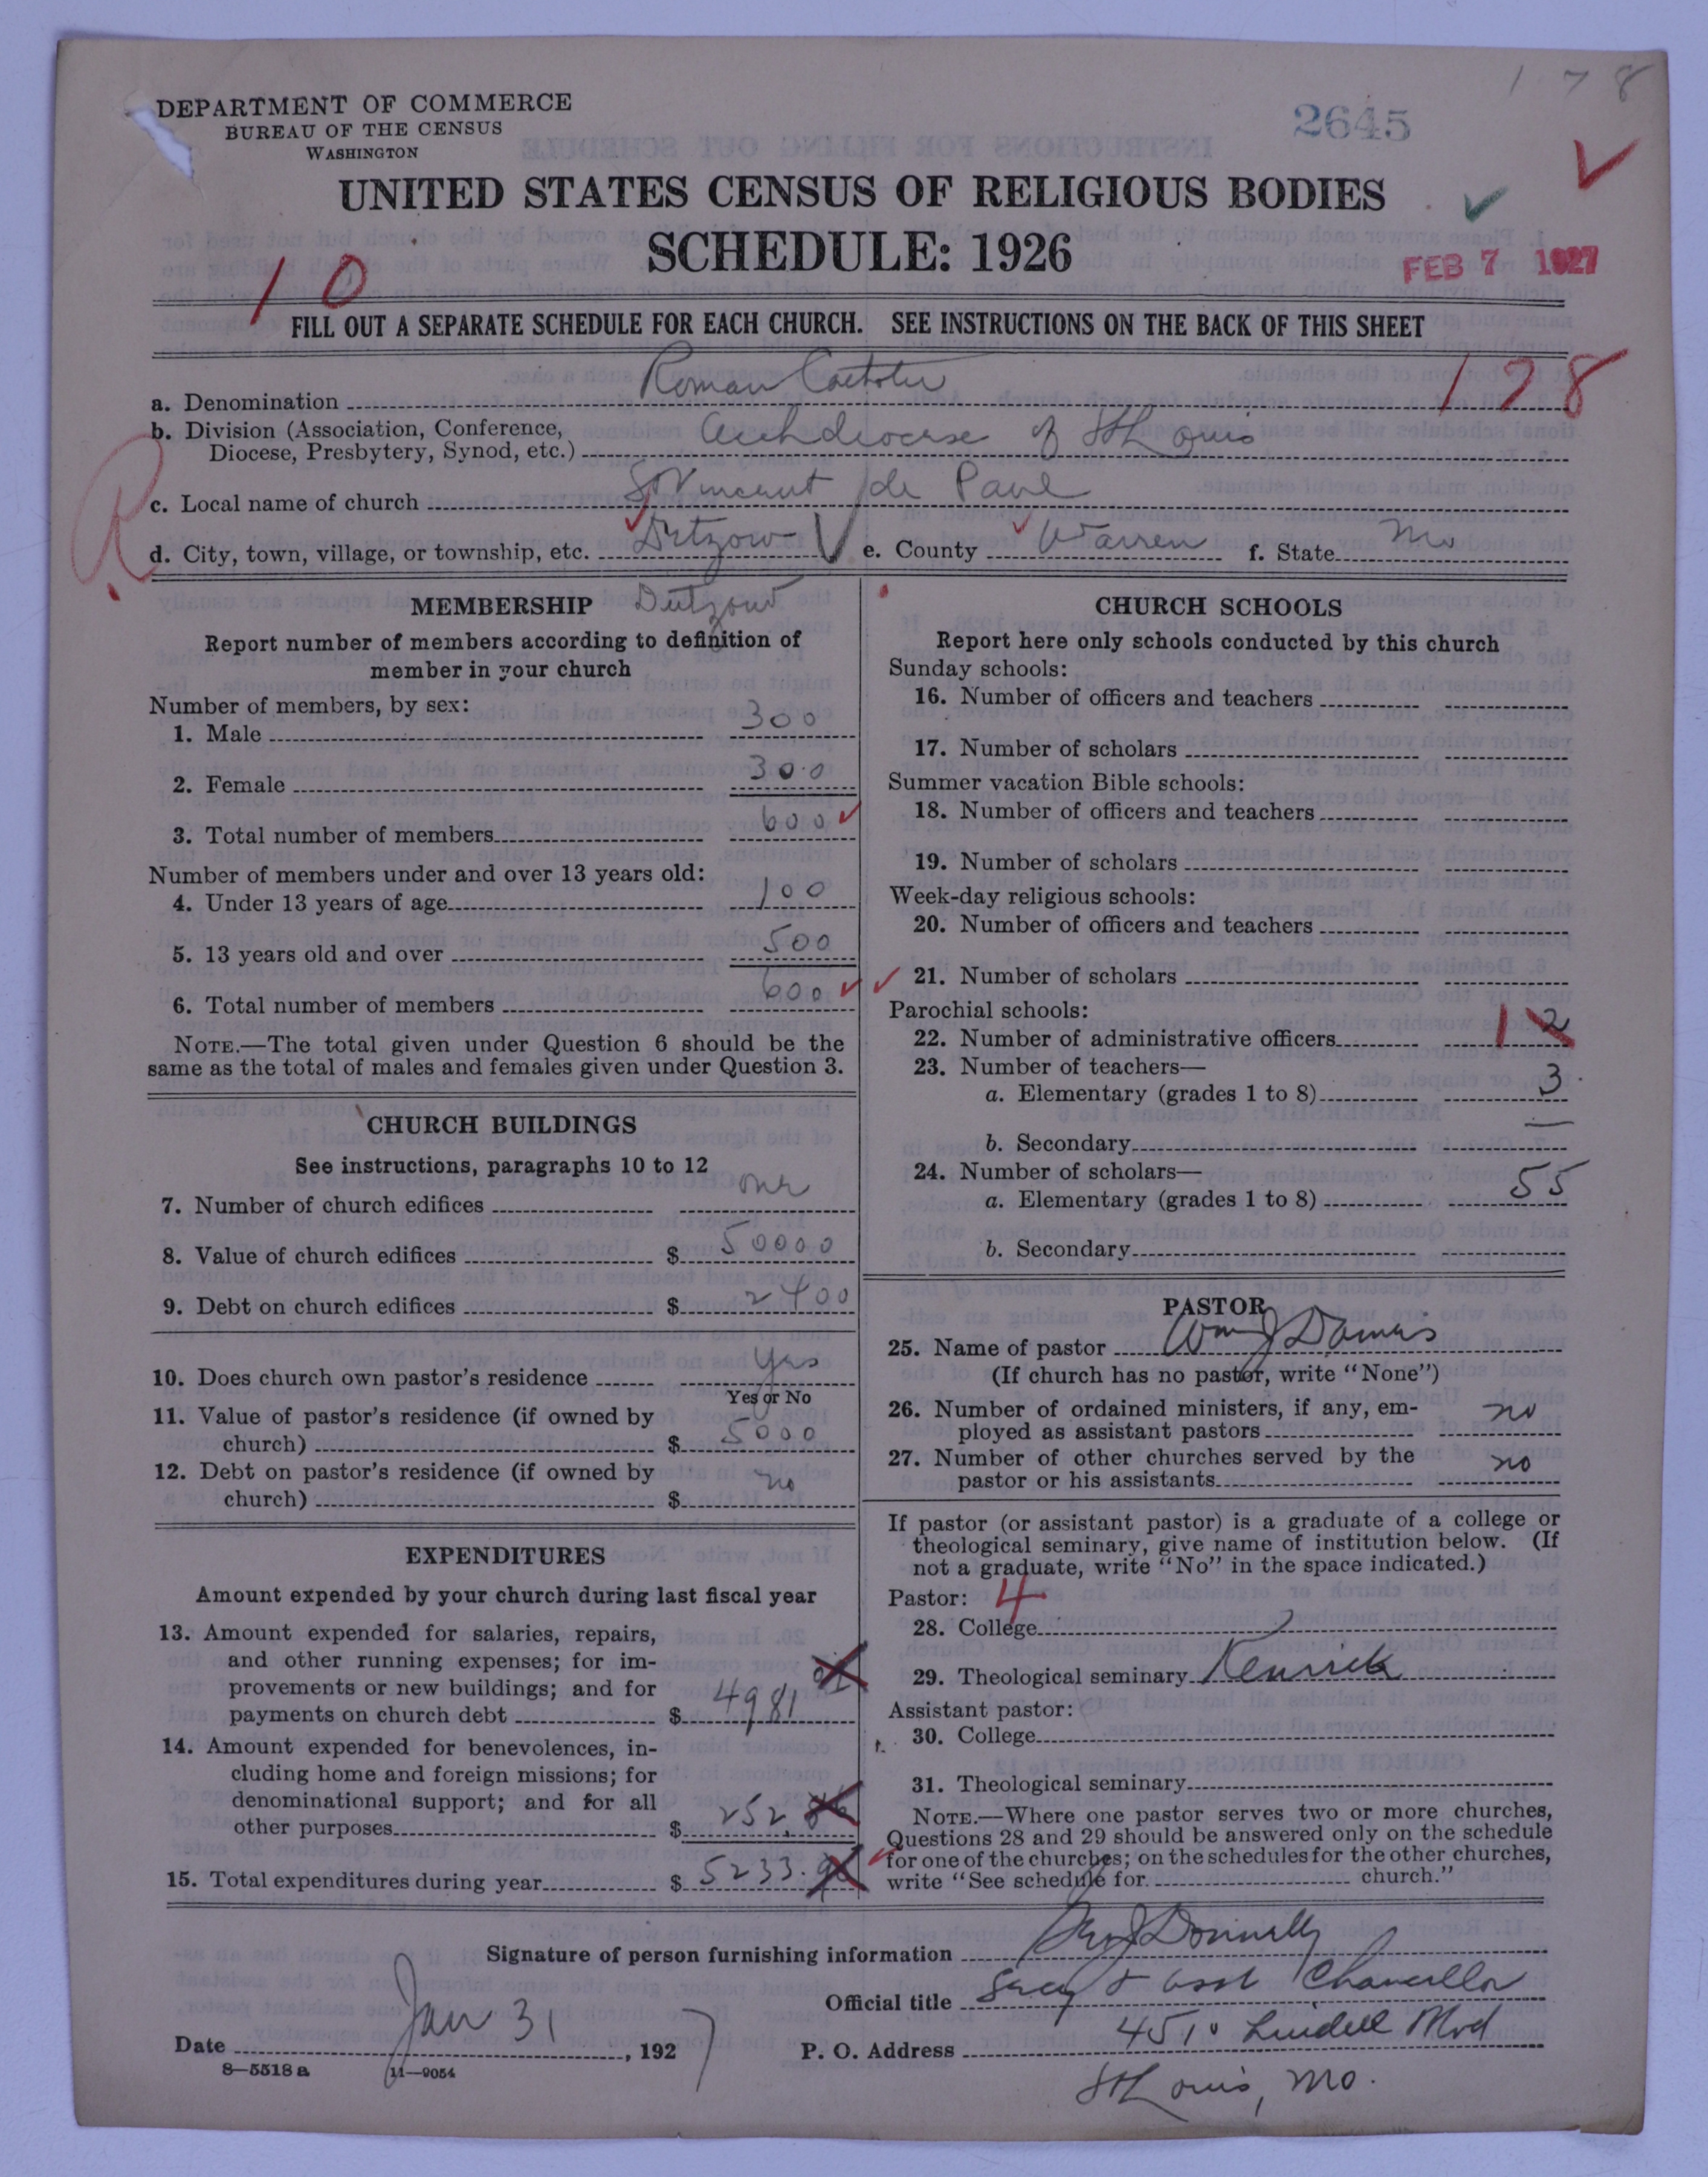 178
DEPARTMENT OF COMMERCE
BUREAU OF THE CENSUS
WASHINGTON
2645
UNITED STATES CENSUS OF RELIGIOUS BODIES
SCHEDULE: 1926
FEB 7 1927
10
FILL OUT A SEPARATE SCHEDULE FOR EACH CHURCH. SEE INSTRUCTIONS ON THE BACK OF THIS SHEET
178
a. Denomination Roman Catholic
b. Division (Association, Conference, Diocese, Presbytery, Synod, etc.) Archdiocese of St Louis
c. Local name of church St Vincent de Paul
R
d. City, town, village, or township, etc. Dutzow e. County Warren f. State Mo
MEMBERSHIP Dutzow
Report number of members according to definition of
member in your church
Number of members, by sex:
1. Male 300
2. Female 300
3. Total number of members 600
Number of members under and over 13 years old:
4. Under 13 years of age 100
5. 13 years old and over 500
6. Total number of members 600
NOTE.—The total given under Question 6 should be the
same as the total of males and females given under Question 3.
CHURCH BUILDINGS
See instructions, paragraphs 10 to 12
7. Number of church edifices one
8. Value of church edifices $ 50000
9. Debt on church edifices $ 2400
10. Does church own pastor's residence Yes
Yes or No
11. Value of pastor's residence (if owned by
church) $ 5000
12. Debt on pastor's residence (if owned by
church) $ no
EXPENDITURES
Amount expended by your church during last fiscal year
13. Amount expended for salaries, repairs,
and other running expenses; for im-
provements or new buildings; and for
payments on church debt $ 4981
14. Amount expended for benevolences, in-
cluding home and foreign missions; for
denominational support; and for all
other purposes $ 252.
15. Total expenditures during year $ 5233.
CHURCH SCHOOLS
Report here only schools conducted by this church
Sunday schools:
16. Number of officers and teachers
17. Number of scholars
Summer vacation Bible schools:
18. Number of officers and teachers
19. Number of scholars
Week-day religious schools:
20. Number of officers and teachers
21. Number of scholars
Parochial schools:
22. Number of administrative officers 1 2
23. Number of teachers—
a. Elementary (grades 1 to 8) 3
b. Secondary —
24. Number of scholars—
a. Elementary (grades 1 to 8) 55
b. Secondary
PASTOR
25. Name of pastor Wm J
(If church has no pastor, write "None")
26. Number of ordained ministers, if any, em-
ployed as assistant pastors no
27. Number of other churches served by the
pastor or his assistants no
If pastor (or assistant pastor) is a graduate of a college or
theological seminary, give name of institution below. (If
not a graduate, write "No" in the space indicated.)
Pastor: 4
28. College
29. Theological seminary Kenrick
Assistant pastor:
30. College
31. Theological seminary
NOTE.—Where one pastor serves two or more churches,
Questions 28 and 29 should be answered only on the schedule
for one of the churches; on the schedules for the other churches,
write "See schedule for church."
Signature of person furnishing information Geo J Donnelly
Official title Secy & asst Chancellor
Date Jan 31, 1927 P. O. Address 4510 Lindell Blvd
8—5518 a 11—9054
St Louis, Mo.